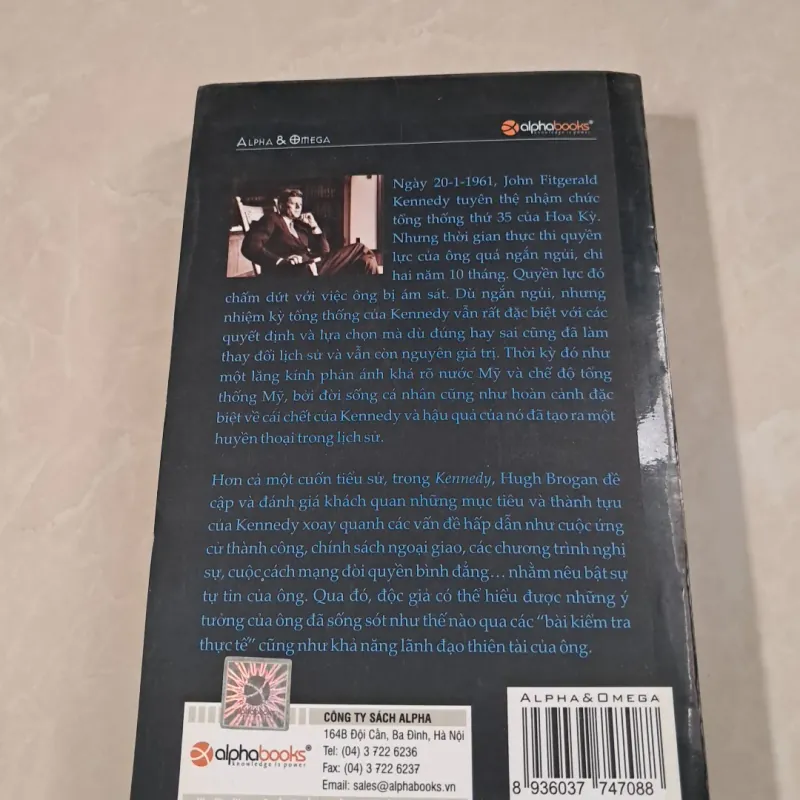 ALPHA & OMEGA
alphabooks®
knowledge is power
Ngày 20-1-1961, John Fitgerald
Kennedy tuyên thệ nhậm chức
tổng thống thứ 35 của Hoa Kỳ.
Nhưng thời gian thực thi quyền
lực của ông quá ngắn ngủi, chỉ
hai năm 10 tháng. Quyền lực đó
chấm dứt với việc ông bị ám sát. Dù ngắn ngủi, nhưng
nhiệm kỳ tổng thống của Kennedy vẫn rất đặc biệt với các
quyết định và lựa chọn mà dù đúng hay sai cũng đã làm
thay đổi lịch sử và vẫn còn nguyên giá trị. Thời kỳ đó như
một lăng kính phản ánh khá rõ nước Mỹ và chế độ tổng
thống Mỹ, bởi đời sống cá nhân cũng như hoàn cảnh đặc
biệt về cái chết của Kennedy và hậu quả của nó đã tạo ra một
huyền thoại trong lịch sử.
Hơn cả một cuốn tiểu sử, trong Kennedy, Hugh Brogan đề
cập và đánh giá khách quan những mục tiêu và thành tựu
của Kennedy xoay quanh các vấn đề hấp dẫn như cuộc ứng
cử thành công, chính sách ngoại giao, các chương trình nghị
sự, cuộc cách mạng đòi quyền bình đẳng... nhằm nêu bật sự
tự tin của ông. Qua đó, độc giả có thể hiểu được những ý
tưởng của ông đã sống sót như thế nào qua các "bài kiểm tra
thực tế" cũng như khả năng lãnh đạo thiên tài của ông.
alphabooks®
knowledge is power
CÔNG TY SÁCH ALPHA
164B Đội Cấn, Ba Đình, Hà Nội
Tel: (04) 3 722 6236
Fax: (04) 3 722 6237
Email: sales@alphabooks.vn
ALPHA&OMEGA
8 936037 747088